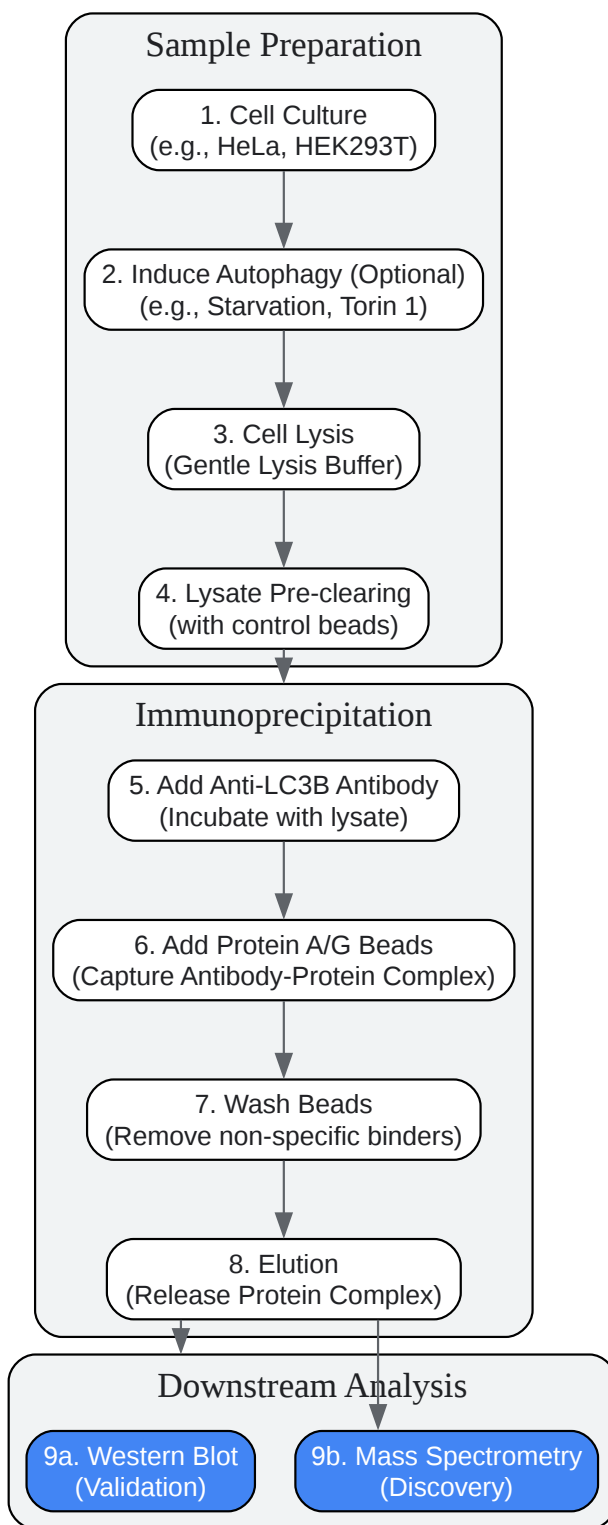 Sample Preparation
1. Cell Culture
(e.g., HeLa, HEK293T)
2. Induce Autophagy (Optional)
(e.g., Starvation, Torin 1)
3. Cell Lysis
(Gentle Lysis Buffer)
4. Lysate Pre-clearing
(with control beads)
Immunoprecipitation
5. Add Anti-LC3B Antibody
(Incubate with lysate)
6. Add Protein A/G Beads
(Capture Antibody-Protein Complex)
7. Wash Beads
(Remove non-specific binders)
8. Elution
(Release Protein Complex)
Downstream Analysis
9a. Western Blot
(Validation)
9b. Mass Spectrometry
(Discovery)